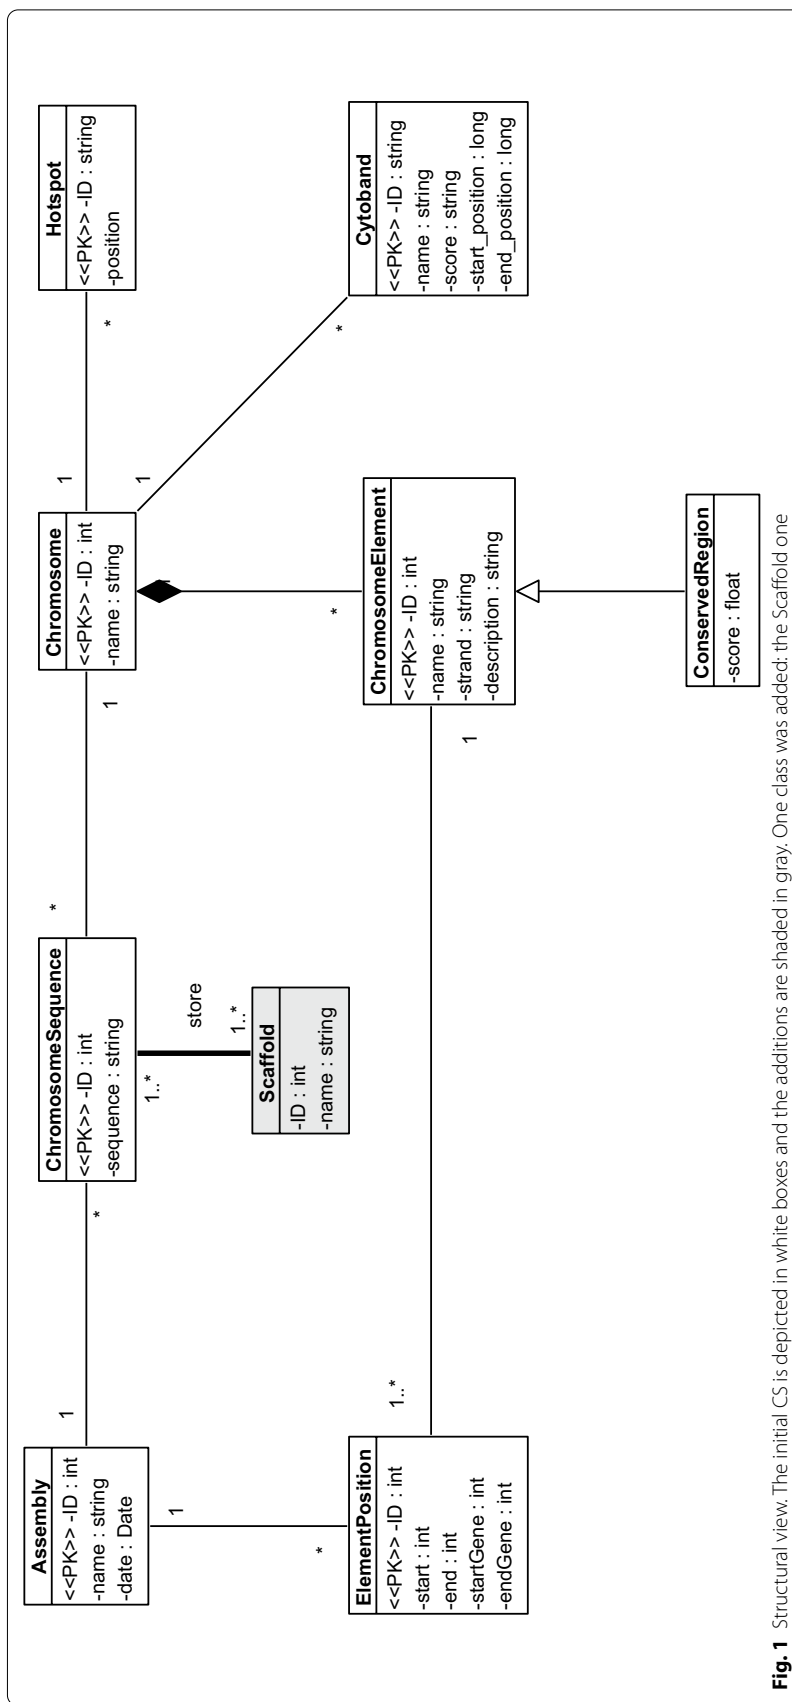 Assembly
<<PK>> -ID : int
-name : string
-date : Date
1
*
ChromosomeSequence
<<PK>> -ID : int
-sequence : string
*
1
Chromosome
<<PK>> -ID : int
-name : string
1
*
Hotspot
<<PK>> -ID : string
-position
1..*
store
1..*
Scaffold
-ID : int
-name : string
1
*
1
*
Cytoband
<<PK>> -ID : string
-name : string
-score : string
-start_position : long
-end_position : long
1
*
ElementPosition
<<PK>> -ID : int
-start : int
-end : int
-startGene : int
-endGene : int
1..*
1
ChromosomeElement
<<PK>> -ID : int
-name : string
-strand : string
-description : string
ConservedRegion
-score : float
Fig. 1 Structural view. The initial CS is depicted in white boxes and the additions are shaded in gray. One class was added: the Scaffold one